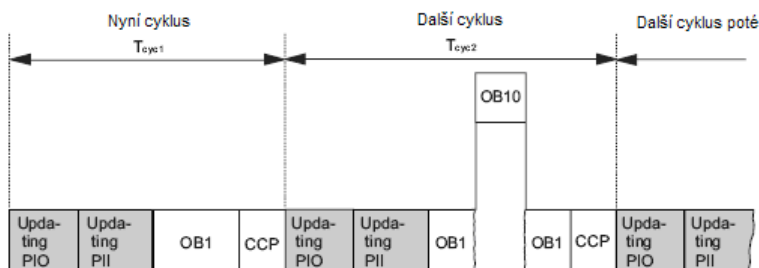 Nyní cyklus
Další cyklus
Další cyklus poté
Tcyc1
Tcyc2
OB10
Upda-
ting
PIO
Upda-
ting
PII
OB1
CCP
Upda-
ting
PIO
Upda-
ting
PII
OB1
OB1
CCP
Upda-
ting
PIO
Upda-
ting
PII